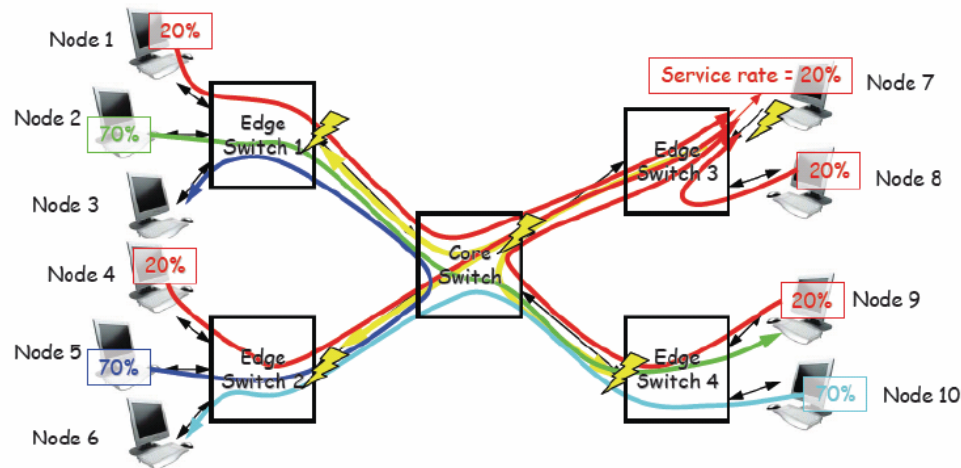 Node 1
20%
Node 2
70%
Edge
Switch 1
Node 3
Node 4
20%
Node 5
70%
Edge
Switch 2
Node 6
Core
Switch
Service rate = 20%
Node 7
Edge
Switch 3
20%
Node 8
20%
Node 9
Edge
Switch 4
70%
Node 10